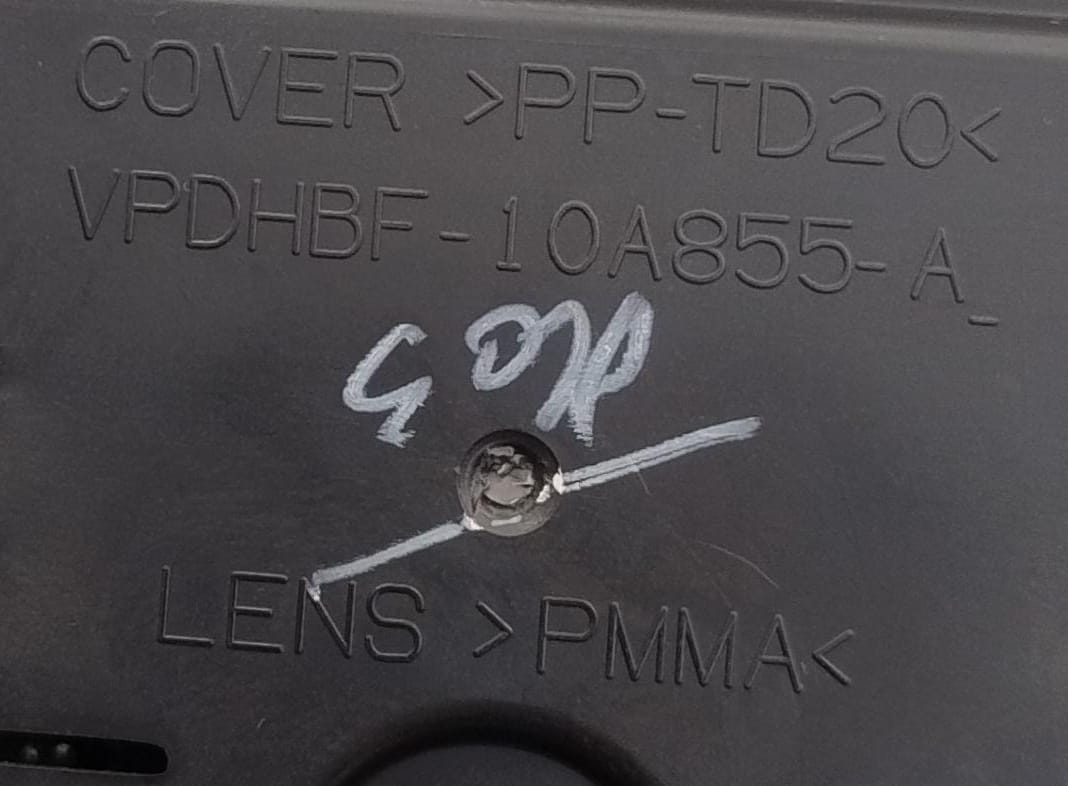 COVER >PP-TD20<
VPDHBF-10A855-A_
LENS >PMMA<